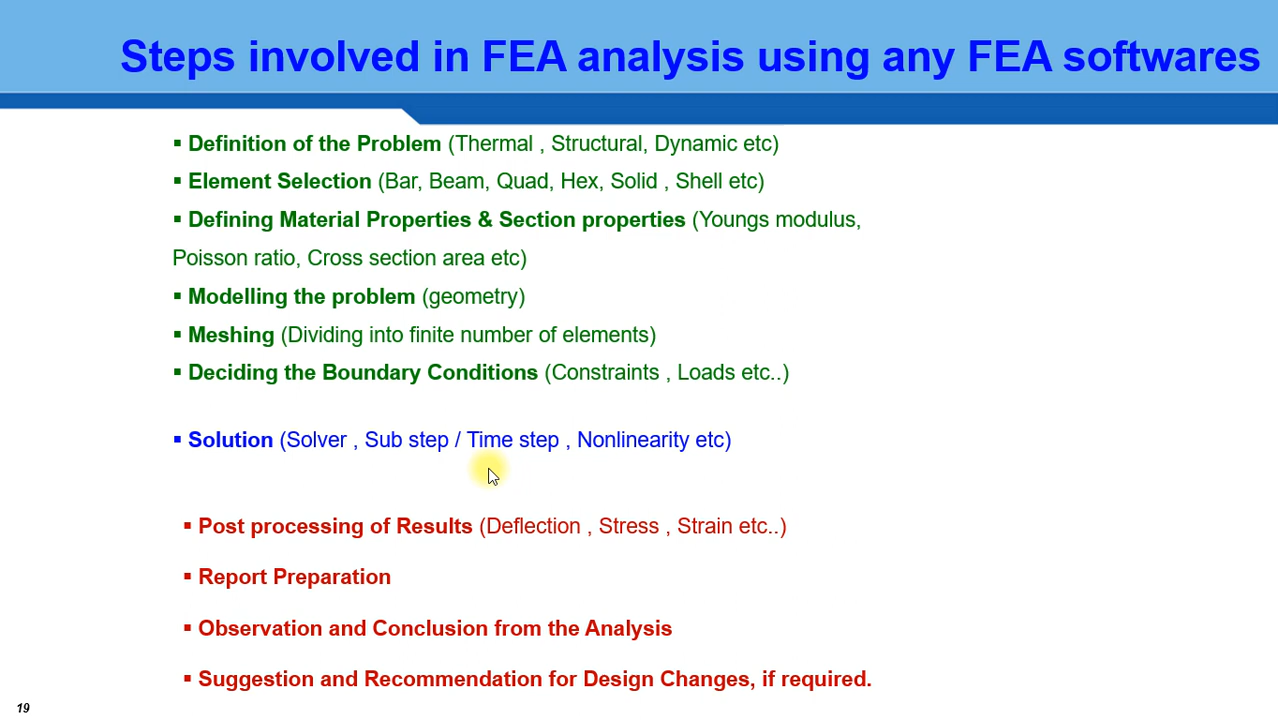 Steps involved in FEA analysis using any FEA softwares
▪ Definition of the Problem (Thermal , Structural, Dynamic etc)
▪ Element Selection (Bar, Beam, Quad, Hex, Solid , Shell etc)
▪ Defining Material Properties & Section properties (Youngs modulus,
Poisson ratio, Cross section area etc)
▪ Modelling the problem (geometry)
▪ Meshing (Dividing into finite number of elements)
▪ Deciding the Boundary Conditions (Constraints , Loads etc..)
▪ Solution (Solver , Sub step / Time step , Nonlinearity etc)
▪ Post processing of Results (Deflection , Stress , Strain etc..)
▪ Report Preparation
▪ Observation and Conclusion from the Analysis
▪ Suggestion and Recommendation for Design Changes, if required.
19